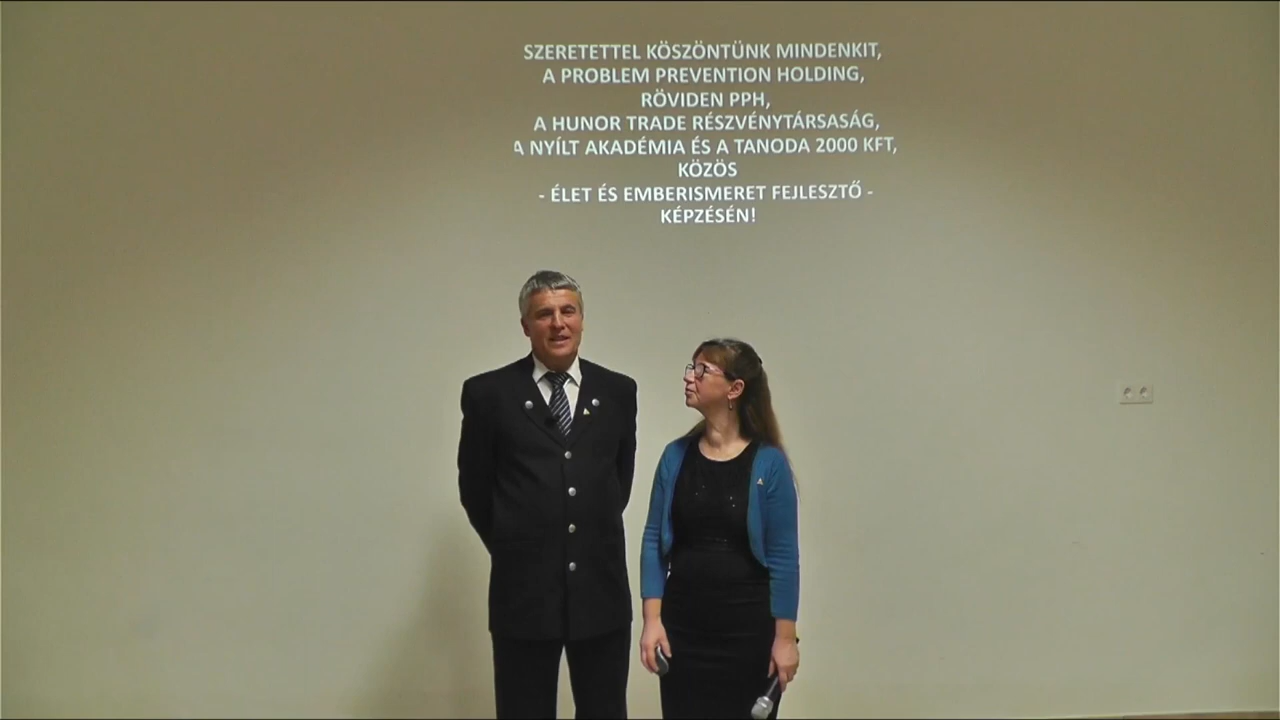 SZERETETTEL KÖSZÖNTÜNK MINDENKIT,
A PROBLEM PREVENTION HOLDING,
RÖVIDEN PPH,
A HUNOR TRADE RÉSZVÉNYTÁRSASÁG,
A NYÍLT AKADÉMIA ÉS A TANODA 2000 KFT,
KÖZÖS
- ÉLET ÉS EMBERISMERET FEJLESZTŐ -
KÉPZÉSÉN!